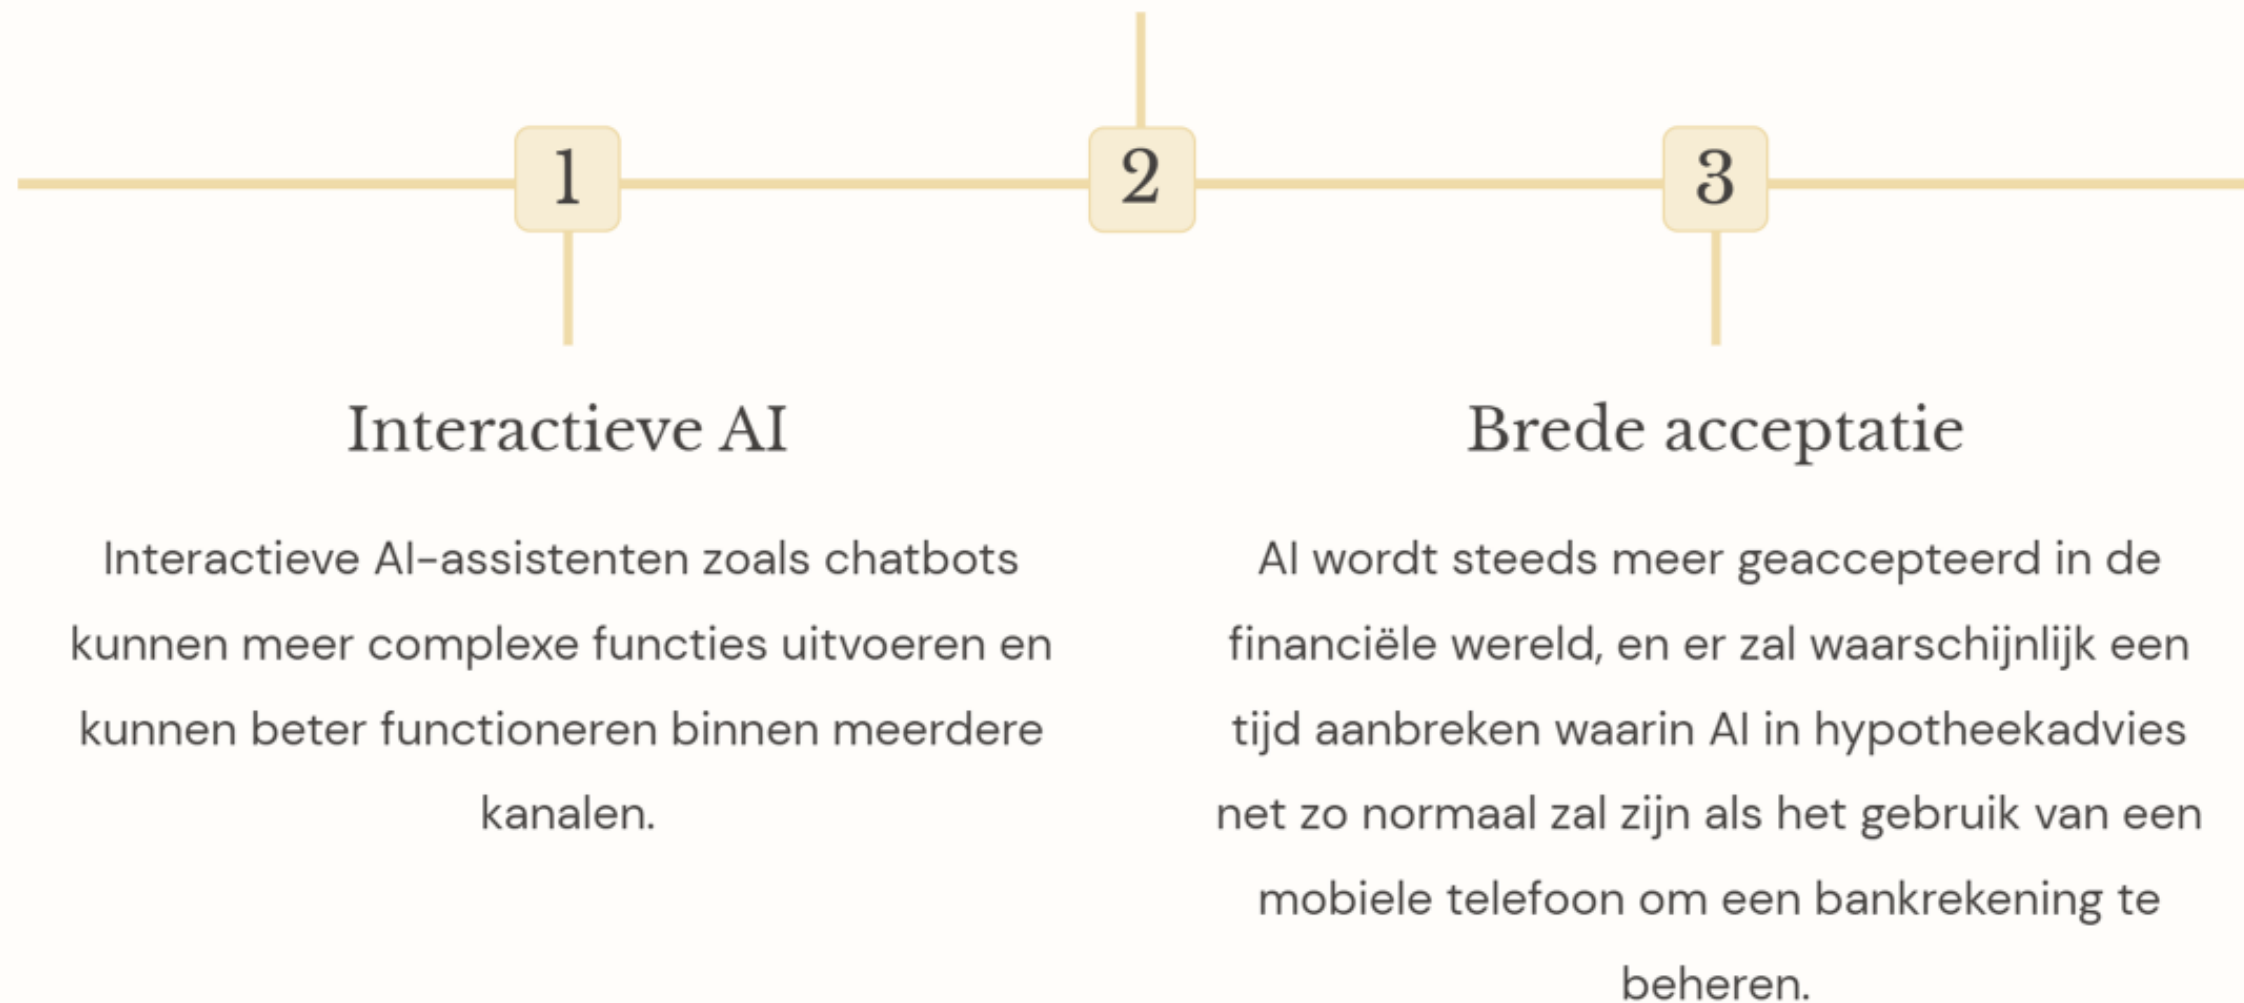 1
2
3
Interactieve AI
Interactieve AI-assistenten zoals chatbots
kunnen meer complexe functies uitvoeren en
kunnen beter functioneren binnen meerdere
kanalen.
Brede acceptatie
AI wordt steeds meer geaccepteerd in de
financiële wereld, en er zal waarschijnlijk een
tijd aanbreken waarin AI in hypotheekadvies
net zo normaal zal zijn als het gebruik van een
mobiele telefoon om een bankrekening te
beheren.